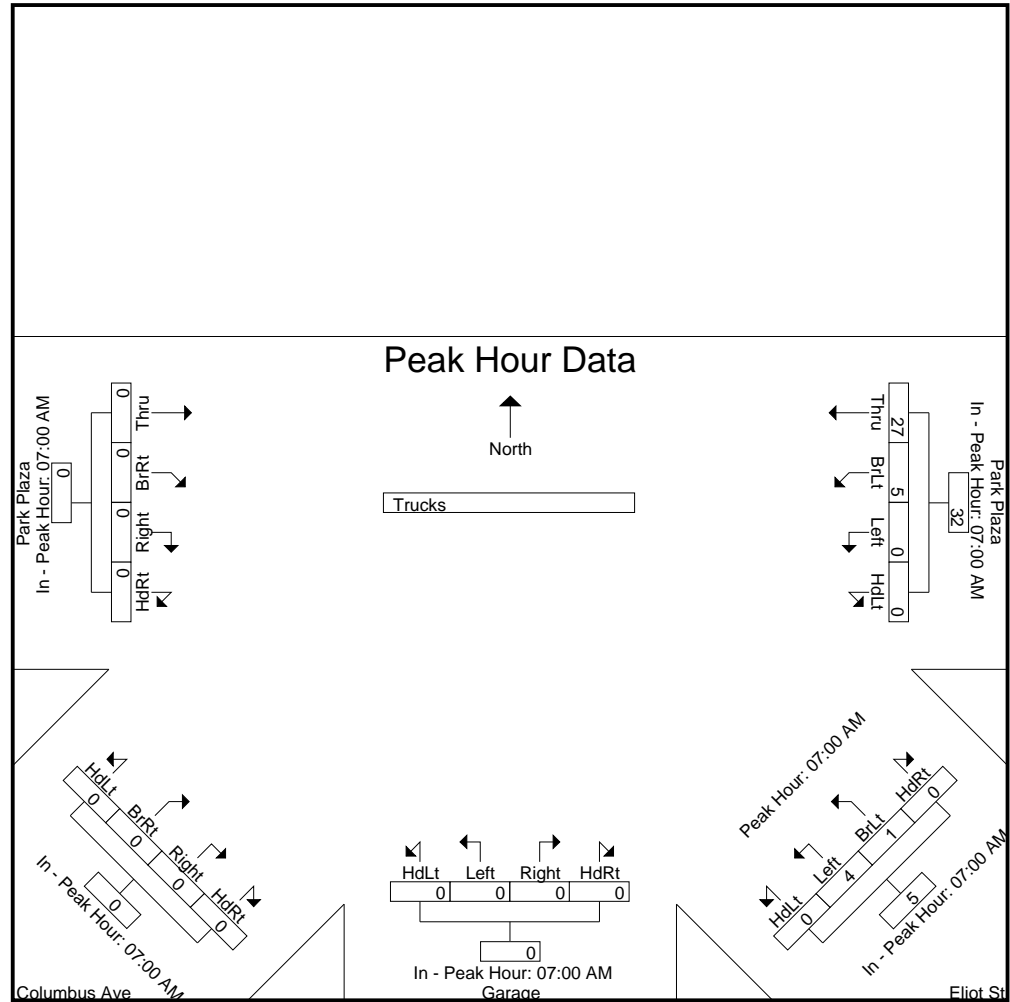 Peak Hour Data
North
Trucks
Park Plaza
In - Peak Hour: 07:00 AM
0
0
Thru
0
BrRt
0
Right
0
HdRt
Park Plaza
In - Peak Hour: 07:00 AM
32
27
Thru
5
BrLt
0
Left
0
HdLt
HdLt
0
BrRt
0
Right
0
HdRt
0
0
In - Peak Hour: 07:00 AM
Columbus Ave
HdLt Left Right HdRt
0 0 0 0
0
In - Peak Hour: 07:00 AM
Garage
Peak Hour: 07:00 AM
HdRt
0
BrLt
1
Left
4
HdLt
0
5
In - Peak Hour: 07:00 AM
Eliot St